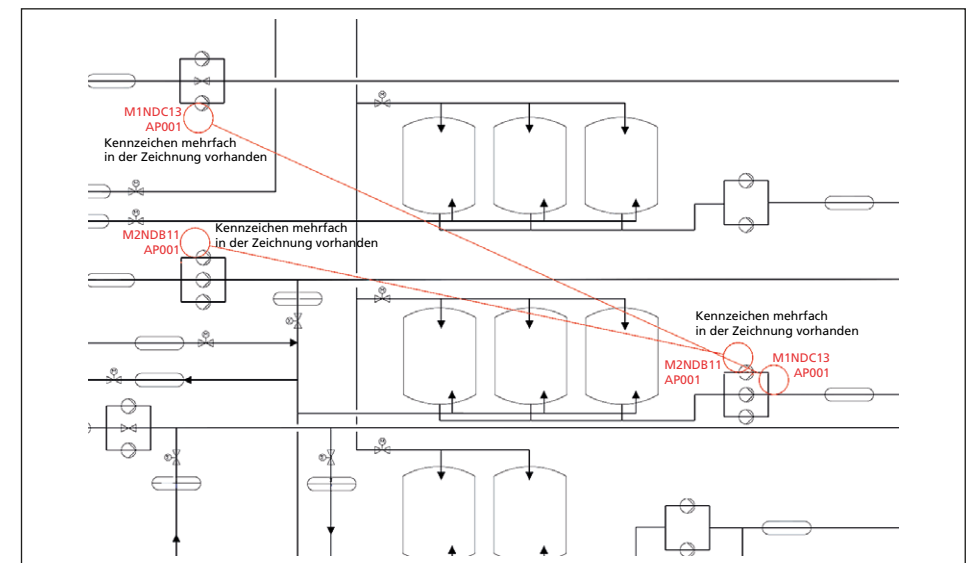 M1NDC13
AP001
Kennzeichen mehrfach
in der Zeichnung vorhanden
M2NDB11
AP001
Kennzeichen mehrfach
in der Zeichnung vorhanden
Kennzeichen mehrfach
in der Zeichnung vorhanden
M2NDB11
AP001
M1NDC13
AP001